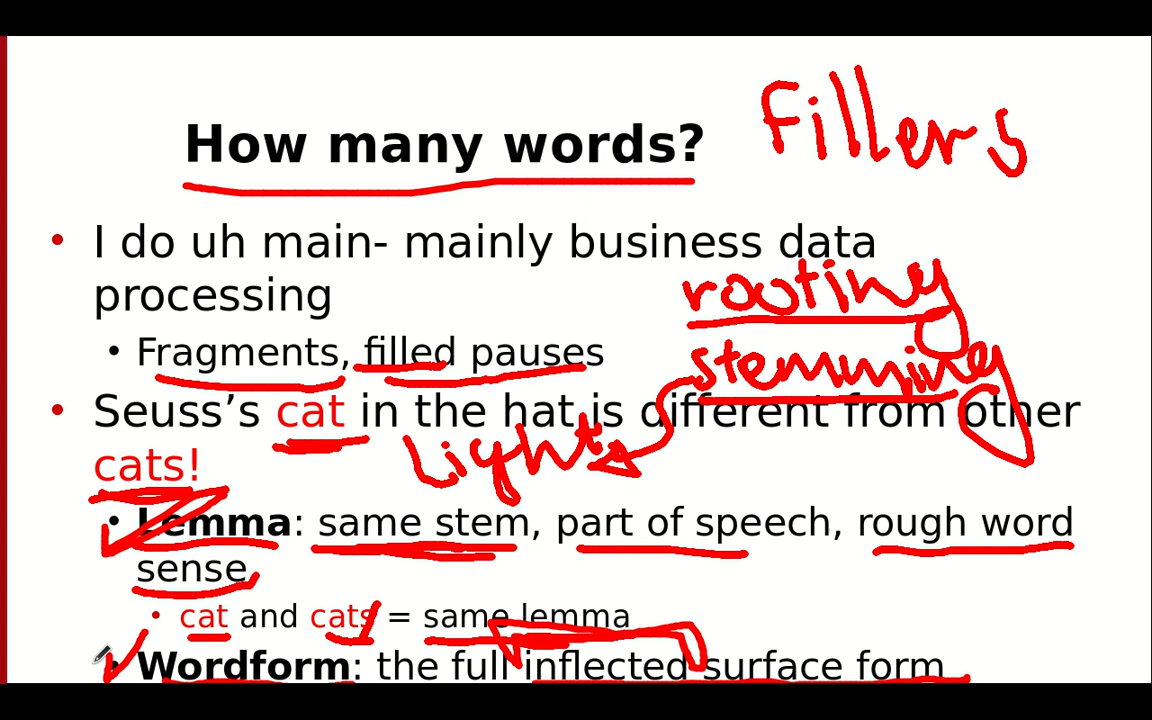 How many words? Fillers
• I do uh main- mainly business data
processing
rooting
• Fragments, filled pauses
stemming
• Seuss’s cat in the hat is different from other
light
cats!
• Lemma: same stem, part of speech, rough word
sense
• cat and cats = same lemma
• Wordform: the full inflected surface form